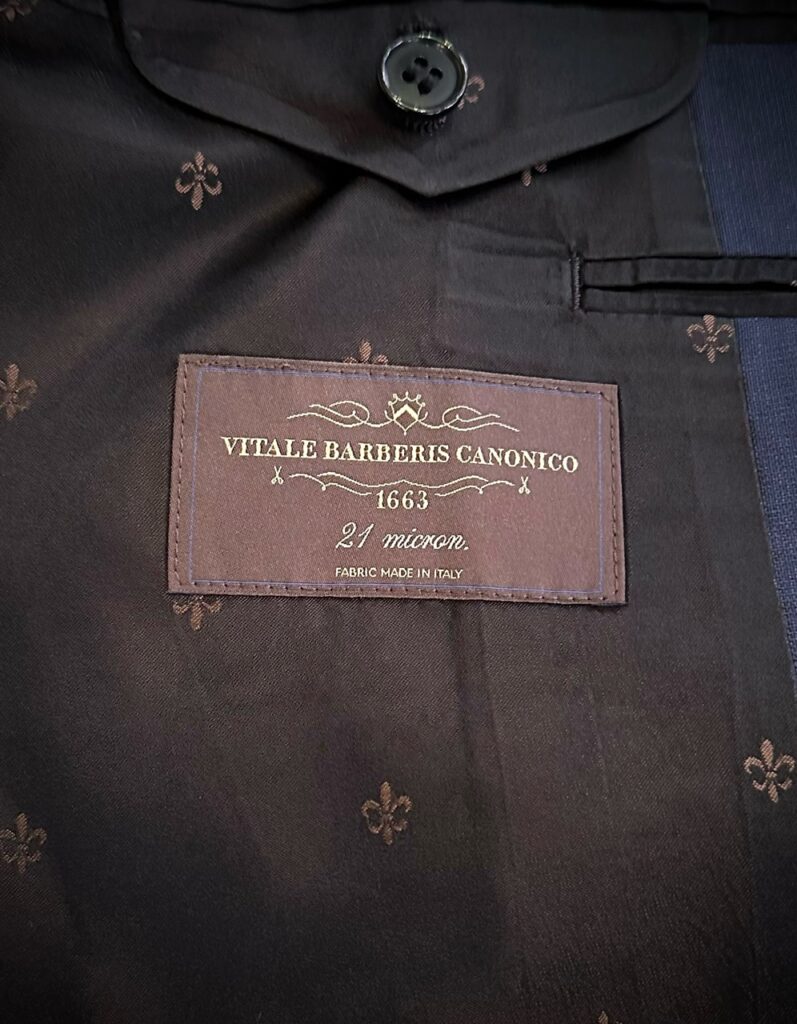 VITALE BARBERIS CANONICO
1663
21 micron.
FABRIC MADE IN ITALY